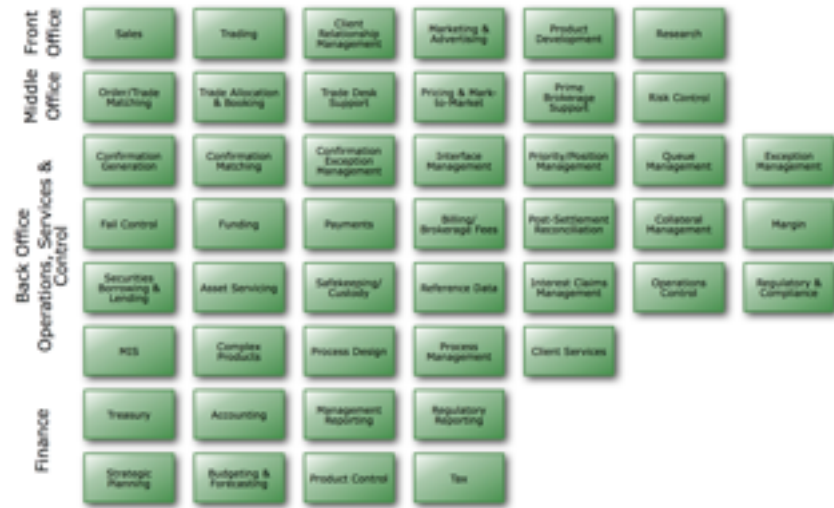 Front
Office
Sales
Trading
Client
Relationship
Management
Marketing &
Advertising
Product
Development
Research
Middle
Office
Order/Trade
Matching
Trade Allocation
& Booking
Trade Desk
Support
Pricing & Mark-
to-Market
Prime
Brokerage
Support
Risk Control
Back Office
Operations, Services &
Control
Confirmation
Generation
Confirmation
Matching
Confirmation
Exception
Management
Interface
Management
Priority/Position
Management
Queue
Management
Exception
Management
Fail Control
Funding
Payments
Billing/
Brokerage Fees
Post-Settlement
Reconciliation
Collateral
Management
Margin
Securities
Borrowing &
Lending
Asset Servicing
Safekeeping/
Custody
Reference Data
Interest Claims
Management
Operations
Control
Regulatory &
Compliance
MIS
Complex
Products
Process Design
Process
Management
Client Services
Finance
Treasury
Accounting
Management
Reporting
Regulatory
Reporting
Strategic
Planning
Budgeting &
Forecasting
Product Control
Tax